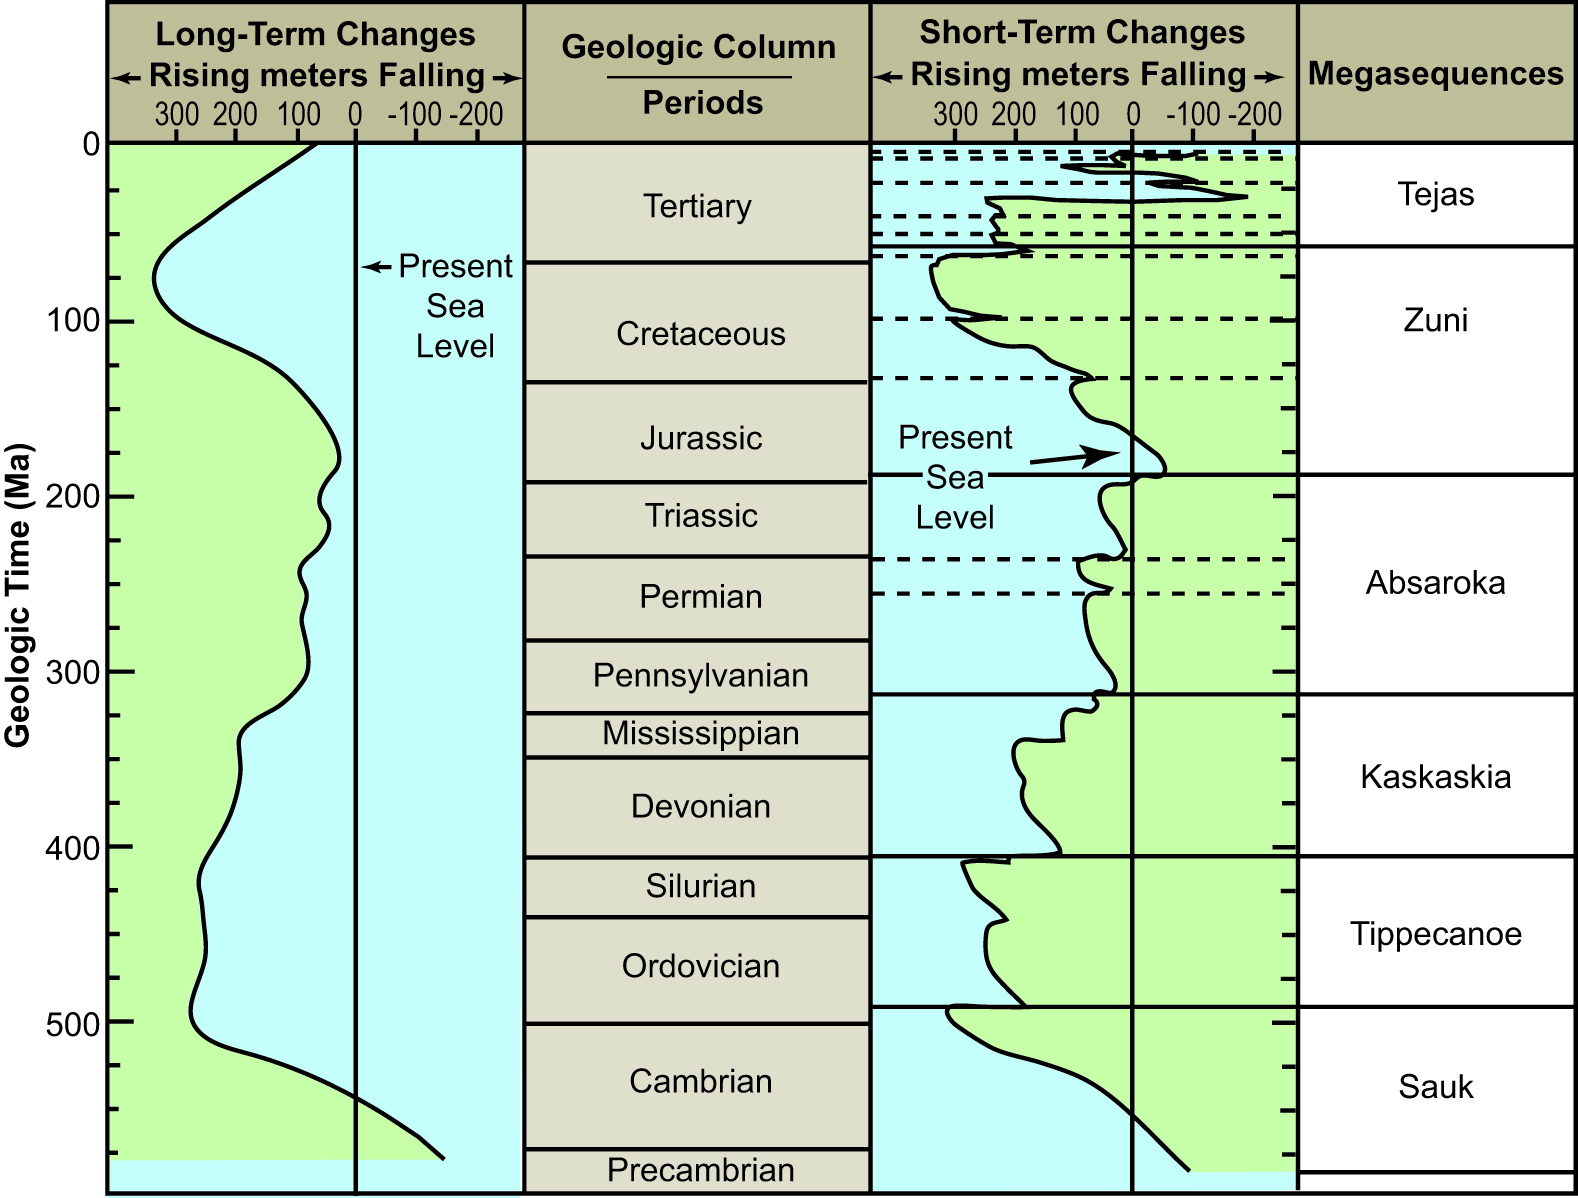 Long-Term Changes
Rising meters Falling
300 200 100 0 -100 -200
Geologic Column
Periods
Short-Term Changes
Rising meters Falling
300 200 100 0 -100 -200
Megasequences
Geologic Time (Ma)
0
100
200
300
400
500
Present
Sea
Level
Tertiary
Cretaceous
Jurassic
Triassic
Permian
Pennsylvanian
Mississippian
Devonian
Silurian
Ordovician
Cambrian
Precambrian
Present
Sea
Level
Tejas
Zuni
Absaroka
Kaskaskia
Tippecanoe
Sauk